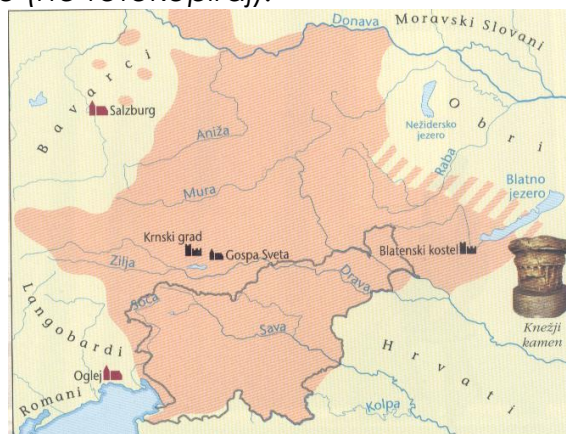 Donava
Moravski Slovani
Bavarci
Salzburg
Obri
Nežidersko
jezero
Aniža
Raba
Blatno
jezero
Mura
Krnski grad
Gospa Sveta
Blatenski kostel
Zilja
Drava
Knežji
kamen
Langobardi
Soča
Sava
Hrvati
Oglej
Romani
Kolpa